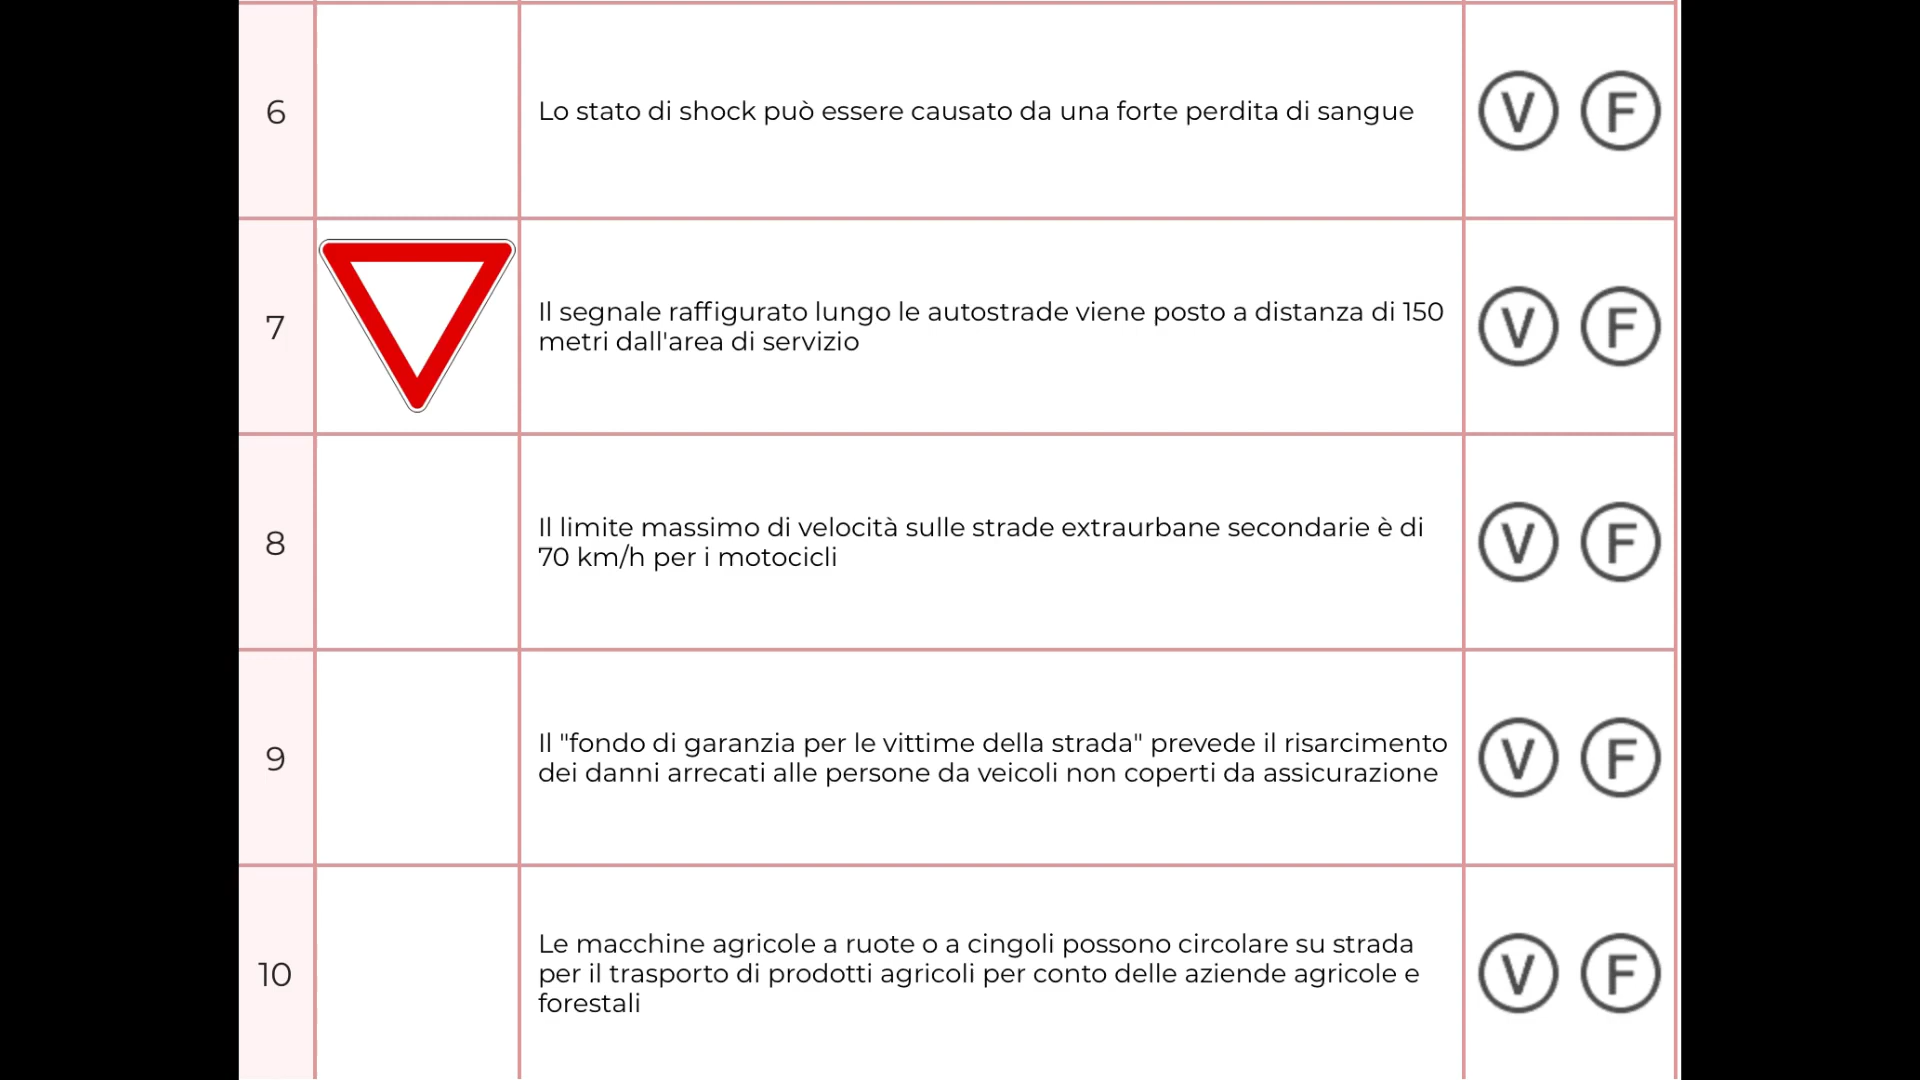 6
Lo stato di shock può essere causato da una forte perdita di sangue
V F
7
Il segnale raffigurato lungo le autostrade viene posto a distanza di 150
metri dall'area di servizio
V F
8
Il limite massimo di velocità sulle strade extraurbane secondarie è di
70 km/h per i motocicli
V F
9
Il "fondo di garanzia per le vittime della strada" prevede il risarcimento
dei danni arrecati alle persone da veicoli non coperti da assicurazione
V F
10
Le macchine agricole a ruote o a cingoli possono circolare su strada
per il trasporto di prodotti agricoli per conto delle aziende agricole e
forestali
V F